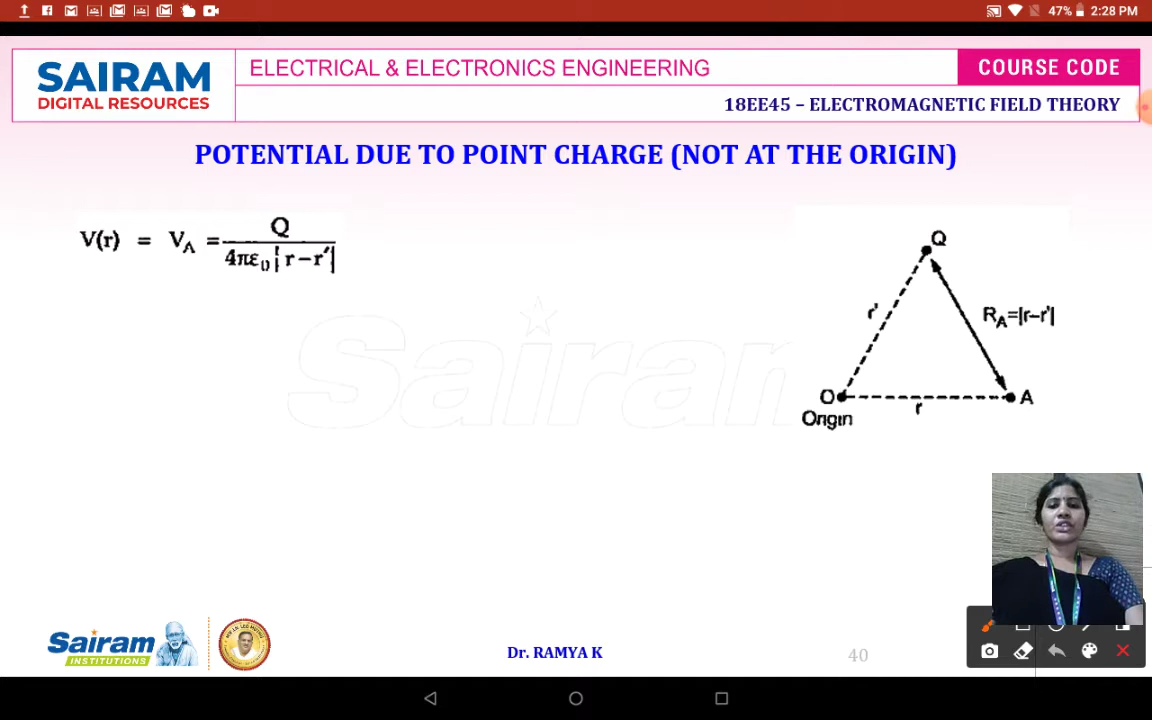 47% 2:28 PM
SAIRAM
DIGITAL RESOURCES
ELECTRICAL & ELECTRONICS ENGINEERING
COURSE CODE
18EE45 – ELECTROMAGNETIC FIELD THEORY
POTENTIAL DUE TO POINT CHARGE (NOT AT THE ORIGIN)
V(r) = V_A = Q / 4πε₀|r – r′|
Q
r'
R_A=|r–r'|
O
A
Origin
r
Sairam
Sairam
INSTITUTIONS
Dr. RAMYA K
40